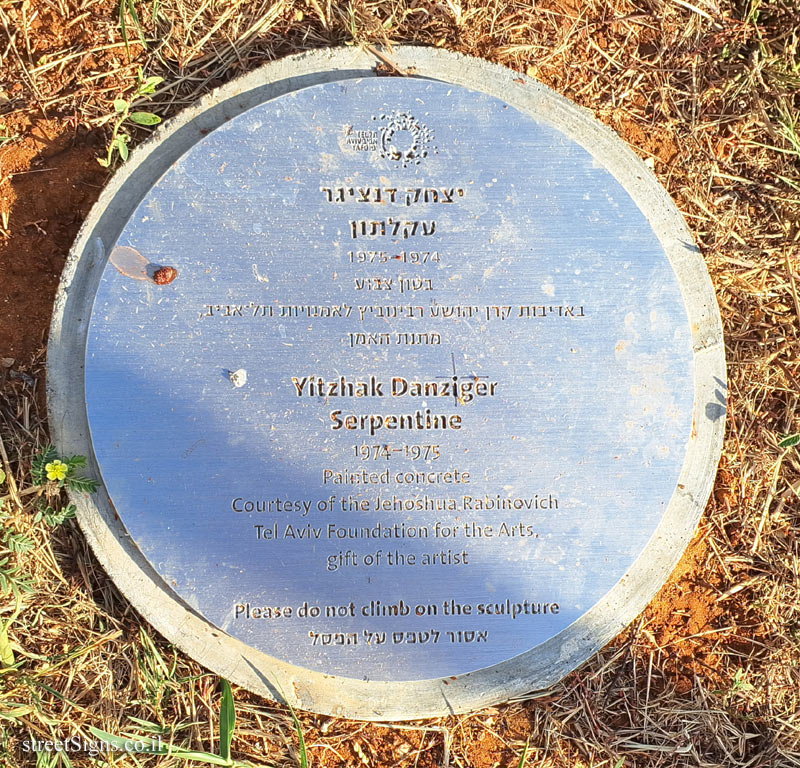 יצחק דנציגר
עקלתון
1975–1974
בטון צבוע
באדיבות קרן יהושע רבינוביץ לאמנויות תל־אביב,
מתנת האמן
Yitzhak Danziger
Serpentine
1974–1975
Painted concrete
Courtesy of the Jehoshua Rabinovich
Tel Aviv Foundation for the Arts,
gift of the artist
Please do not climb on the sculpture
אסור לטפס על הפסל
streetSigns.co.il